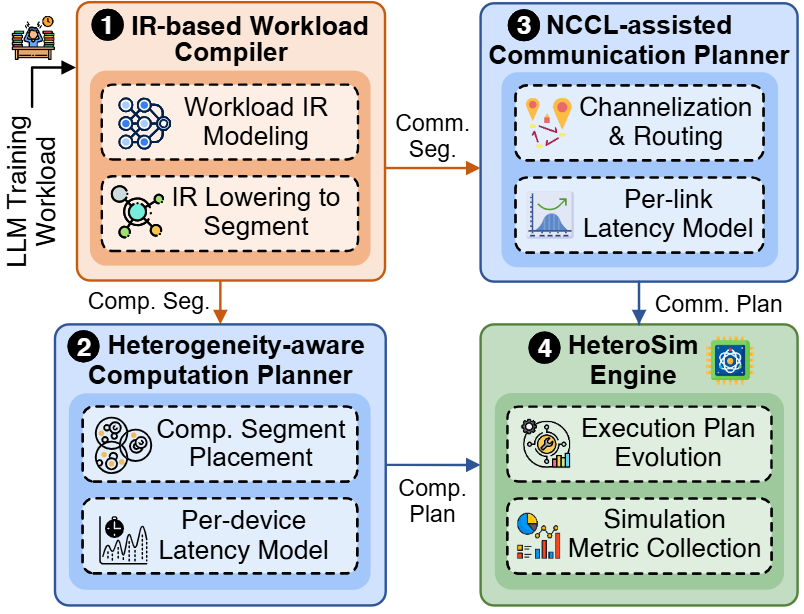 LLM Training
Workload
1 IR-based Workload
Compiler
Workload IR
Modeling
IR Lowering to
Segment
Comm.
Seg.
3 NCCL-assisted
Communication Planner
Channelization
& Routing
Per-link
Latency Model
Comp. Seg.
Comm. Plan
2 Heterogeneity-aware
Computation Planner
Comp. Segment
Placement
Per-device
Latency Model
Comp.
Plan
4 HeteroSim
Engine
Execution Plan
Evolution
Simulation
Metric Collection